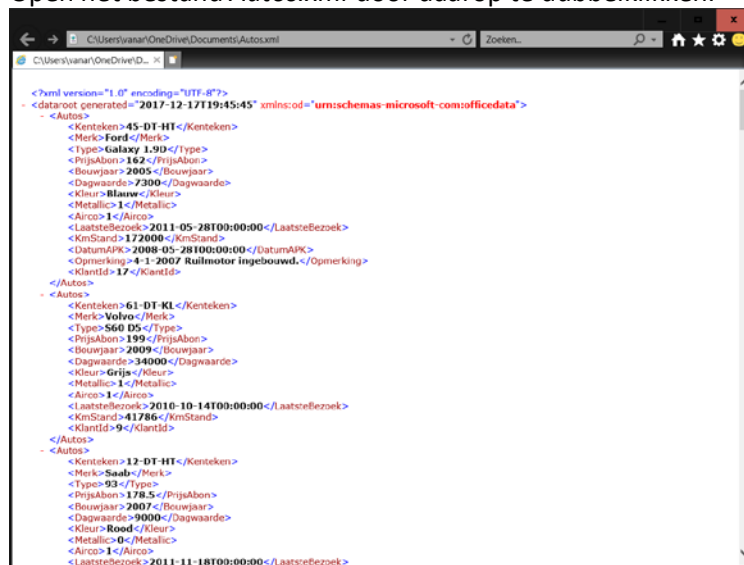 Open het bestand Autos.xml door daarop te dubbelklikken.
C:\Users\vanar\OneDrive\Documents\Autos.xml
Zoeken..
C:\Users\vanar\OneDrive\D...
<?xml version="1.0" encoding="UTF-8"?>
- <dataroot generated="2017-12-17T19:45:45" xmlns:od="urn:schemas-microsoft-com:officedata">
- <Autos>
<Kenteken>45-DT-HT</Kenteken>
<Merk>Ford</Merk>
<Type>Galaxy 1.9D</Type>
<PrijsAbon>162</PrijsAbon>
<Bouwjaar>2005</Bouwjaar>
<Dagwaarde>7300</Dagwaarde>
<Kleur>Blauw</Kleur>
<Metallic>1</Metallic>
<Airco>1</Airco>
<LaatsteBezoek>2011-05-28T00:00:00</LaatsteBezoek>
<KmStand>172000</KmStand>
<DatumAPK>2008-05-28T00:00:00</DatumAPK>
<Opmerking>4-1-2007 Ruilmotor ingebouwd.</Opmerking>
<KlantId>17</KlantId>
</Autos>
- <Autos>
<Kenteken>61-DT-KL</Kenteken>
<Merk>Volvo</Merk>
<Type>S60 D5</Type>
<PrijsAbon>199</PrijsAbon>
<Bouwjaar>2009</Bouwjaar>
<Dagwaarde>34000</Dagwaarde>
<Kleur>Grijs</Kleur>
<Metallic>1</Metallic>
<Airco>1</Airco>
<LaatsteBezoek>2010-10-14T00:00:00</LaatsteBezoek>
<KmStand>41786</KmStand>
<KlantId>9</KlantId>
</Autos>
- <Autos>
<Kenteken>12-DT-HT</Kenteken>
<Merk>Saab</Merk>
<Type>93</Type>
<PrijsAbon>178.5</PrijsAbon>
<Bouwjaar>2007</Bouwjaar>
<Dagwaarde>9000</Dagwaarde>
<Kleur>Rood</Kleur>
<Metallic>0</Metallic>
<Airco>1</Airco>
<LaatsteBezoek>2011-11-18T00:00:00</LaatsteBezoek>